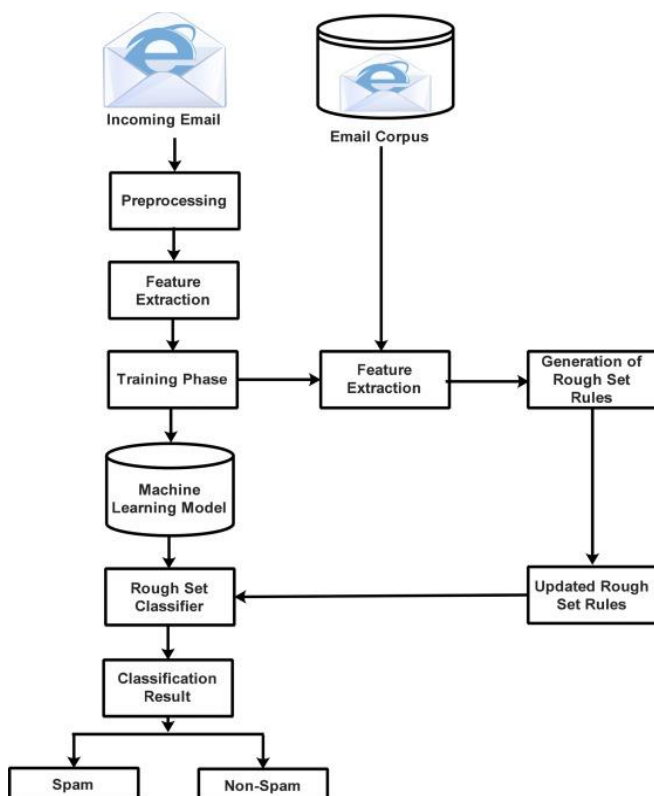 Incoming Email
Email Corpus
Preprocessing
Feature
Extraction
Training Phase
Feature
Extraction
Generation of
Rough Set
Rules
Machine
Learning Model
Rough Set
Classifier
Updated Rough
Set Rules
Classification
Result
Spam
Non-Spam